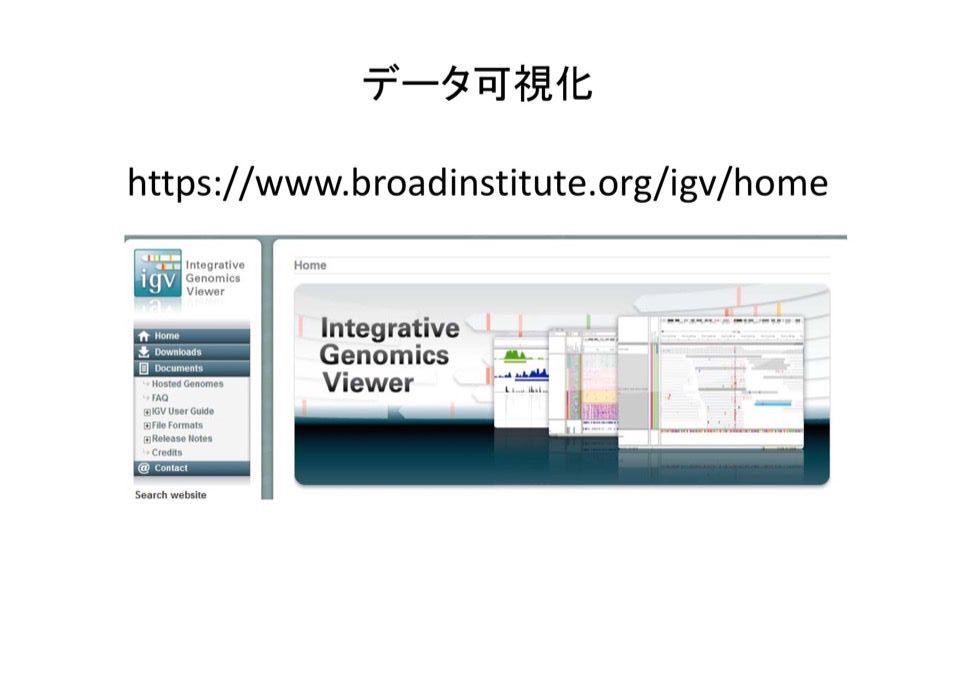 データ可視化
https://www.broadinstitute.org/igv/home
igv
Integrative
Genomics
Viewer
Home
Downloads
Documents
Hosted Genomes
FAQ
IGV User Guide
File Formats
Release Notes
Credits
@ Contact
Search website
Home
Integrative
Genomics
Viewer